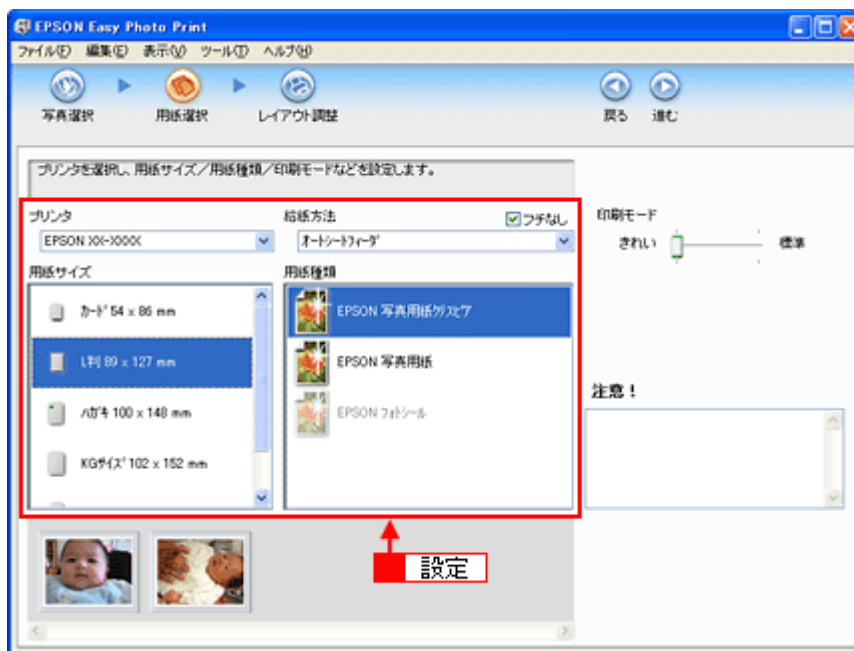 EPSON Easy Photo Print
ファイル(F) 編集(E) 表示(V) ツール(T) ヘルプ(H)
写真選択 用紙選択 レイアウト調整 戻る 進む
プリンタを選択し、用紙サイズ/用紙種類/印刷モードなどを設定します。
プリンタ 給紙方法 フチなし 印刷モード
EPSON XX-XXXX オートシートフィーダ きれい 標準
用紙サイズ 用紙種類
カード 54 x 86 mm EPSON 写真用紙クリスピア
L判 89 x 127 mm EPSON 写真用紙
注意!
ハガキ 100 x 148 mm EPSON フォトシール
KGサイズ 102 x 152 mm
設定